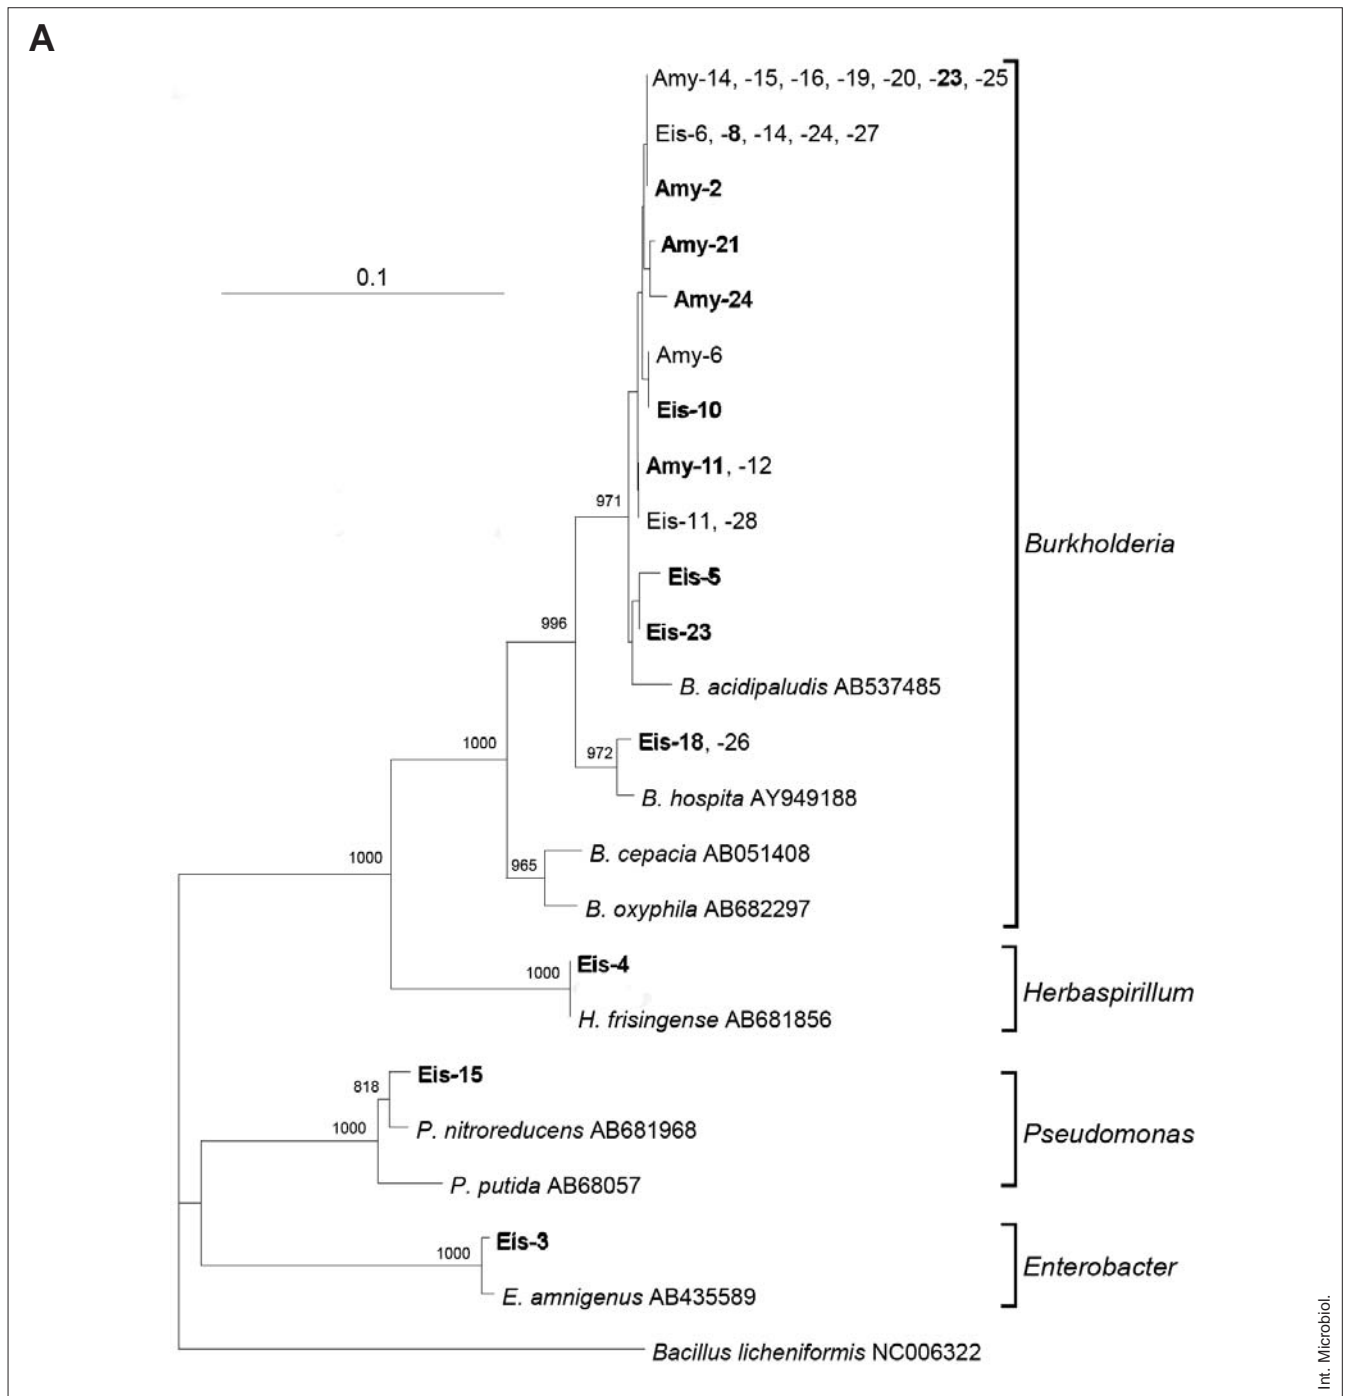 A
Amy-14, -15, -16, -19, -20, -23, -25
Eis-6, -8, -14, -24, -27
Amy-2
Amy-21
0.1
Amy-24
Amy-6
Eis-10
Amy-11, -12
971
Eis-11, -28
Burkholderia
Eis-5
996
Eis-23
B. acidipaludis AB537485
1000
Eis-18, -26
972
B. hospita AY949188
1000
B. cepacia AB051408
965
B. oxyphila AB682297
Eis-4
1000
Herbaspirillum
H. frisingense AB681856
Eis-15
818
1000
P. nitroreducens AB681968
Pseudomonas
P. putida AB68057
Eis-3
1000
Enterobacter
E. amnigenus AB435589
Bacillus licheniformis NC006322
Int. Microbiol.